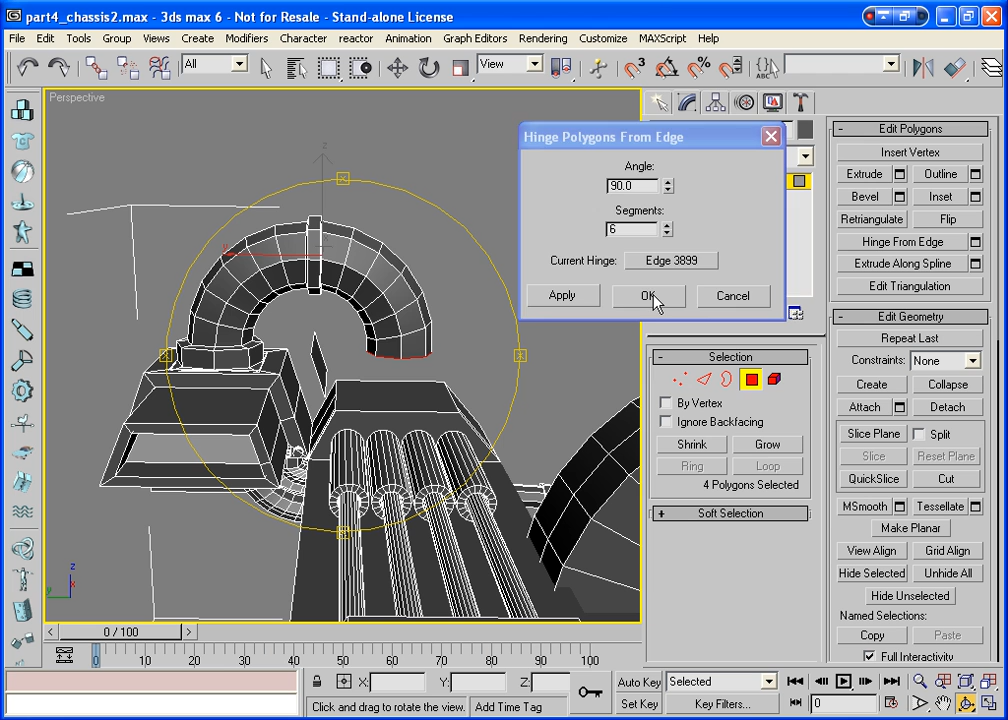 part4_chassis2.max - 3ds max 6 - Not for Resale - Stand-alone License
File Edit Tools Group Views Create Modifiers Character reactor Animation Graph Editors Rendering Customize MAXScript Help
All View
Perspective
z
y
z
y x
Hinge Polygons From Edge
Angle:
90.0
Segments:
6
Current Hinge: Edge 3899
Apply OK Cancel
- Selection
By Vertex
Ignore Backfacing
Shrink Grow
Ring Loop
4 Polygons Selected
+ Soft Selection
- Edit Polygons
Insert Vertex
Extrude Outline
Bevel Inset
Retriangulate Flip
Hinge From Edge
Extrude Along Spline
Edit Triangulation
- Edit Geometry
Repeat Last
Constraints: None
Create Collapse
Attach Detach
Slice Plane Split
Slice Reset Plane
QuickSlice Cut
MSmooth Tessellate
Make Planar
View Align Grid Align
Hide Selected Unhide All
Hide Unselected
Named Selections:
Copy Paste
Full Interactivity
< 0 / 100 >
0 10 20 30 40 50 60 70 80 90 100
X: Y: Z:
Auto Key Selected
Click and drag to rotate the view. Add Time Tag
Set Key Key Filters... 0